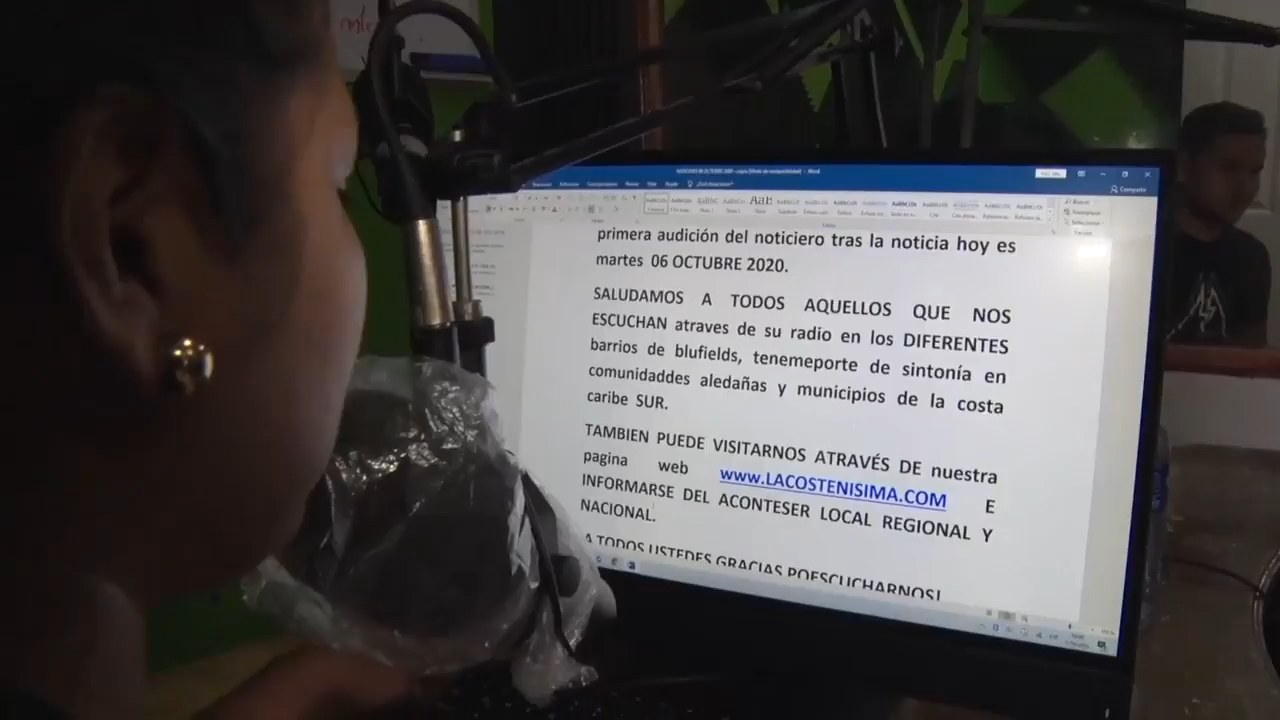 Word
Compartir
primera audición del noticiero tras la noticia hoy es
martes 06 OCTUBRE 2020.
SALUDAMOS A TODOS AQUELLOS QUE NOS
ESCUCHAN atraves de su radio en los DIFERENTES
barrios de blufields, tenemeporte de sintonía en
comunidaddes aledañas y municipios de la costa
caribe SUR.
TAMBIEN PUEDE VISITARNOS ATRAVÉS DE nuestra
pagina web www.LACOSTENISIMA.COM E
INFORMARSE DEL ACONTESER LOCAL REGIONAL Y
NACIONAL.
A TODOS USTEDES GRACIAS POESCUCHARNOS!